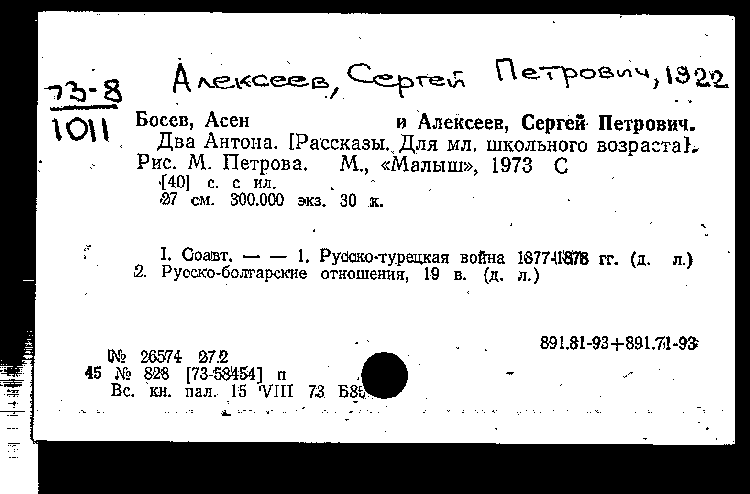 Алексеев, Сергей Петрович, 1922
73-8
1011
Босев, Асен и Алексеев, Сергей Петрович.
Два Антона. [Рассказы. Для мл. школьного возраста].
Рис. М. Петрова. М., «Малыш», 1973 С
[40] с. с ил.
27 см. 300.000 экз. 30 к.
I. Соавт. — — 1. Русско-турецкая война 1877-1878 гг. (д. л.)
2. Русско-болгарские отношения, 19 в. (д. л.)
891.81-93+891.71-93
№ 26574 27.2
45 № 828 [73-58454] п
Вс. кн. пал. 15 VIII 73 Б85